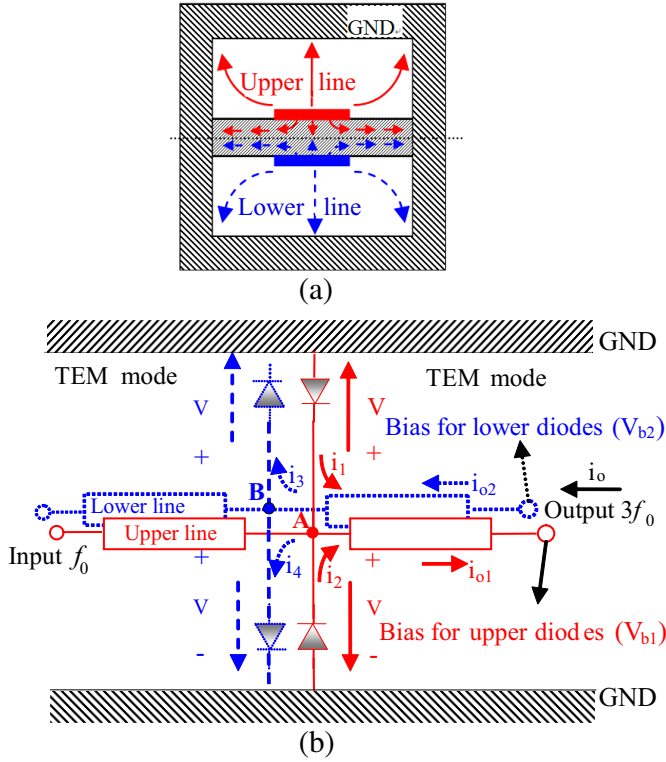 GND
Upper line
Lower line
(a)
GND
TEM mode
TEM mode
V
V
Bias for lower diodes (Vb2)
+
+
i3
i1
io
B
io2
Lower line
Output 3f0
A
Upper line
Input f0
+
+
i4
i2
io1
V
V
Bias for upper diodes (Vb1)
-
-
GND
(b)